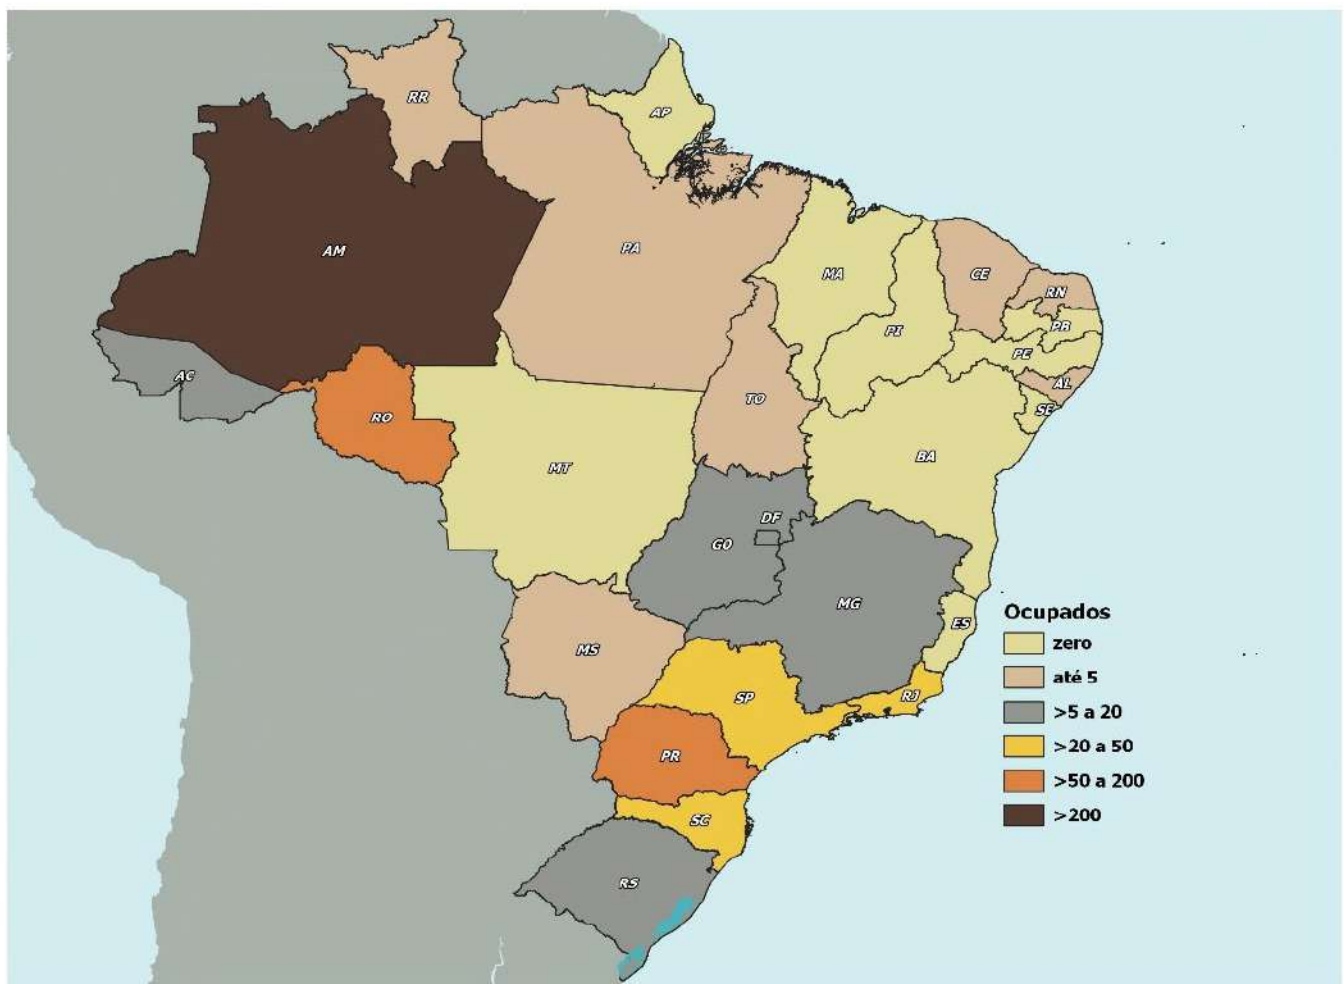 RR
AP
AM
PA
MA
CE
RN
PI
PB
PE
AC
TO
AL
RO
SE
BA
MT
DF
GO
MG
ES
MS
SP
RJ
PR
SC
RS
Ocupados
zero
até 5
>5 a 20
>20 a 50
>50 a 200
>200